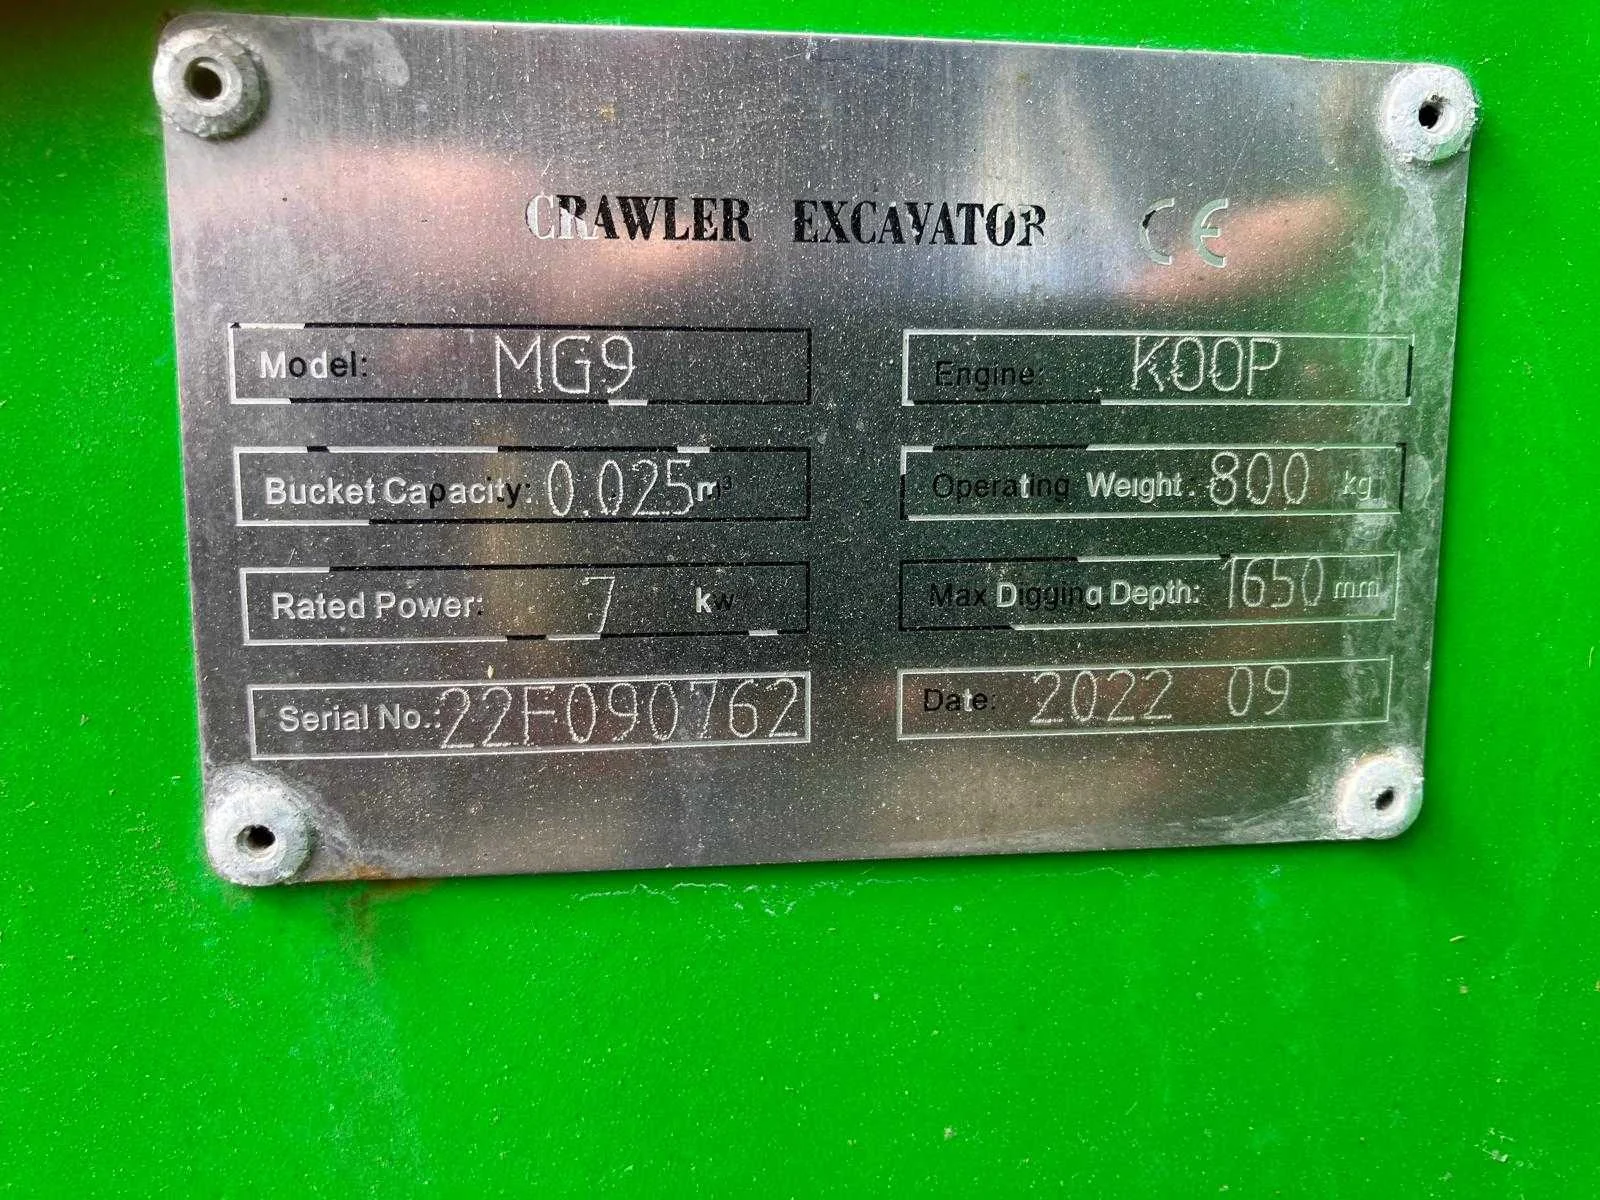 CRAWLER EXCAVATOR CE
Model: MG9
Engine: KOOP
Bucket Capacity: 0.025 m³
Operating Weight: 800 kg
Rated Power: 7 kw
Max Digging Depth: 1650 mm
Serial No.: 22F090762
Date: 2022 09